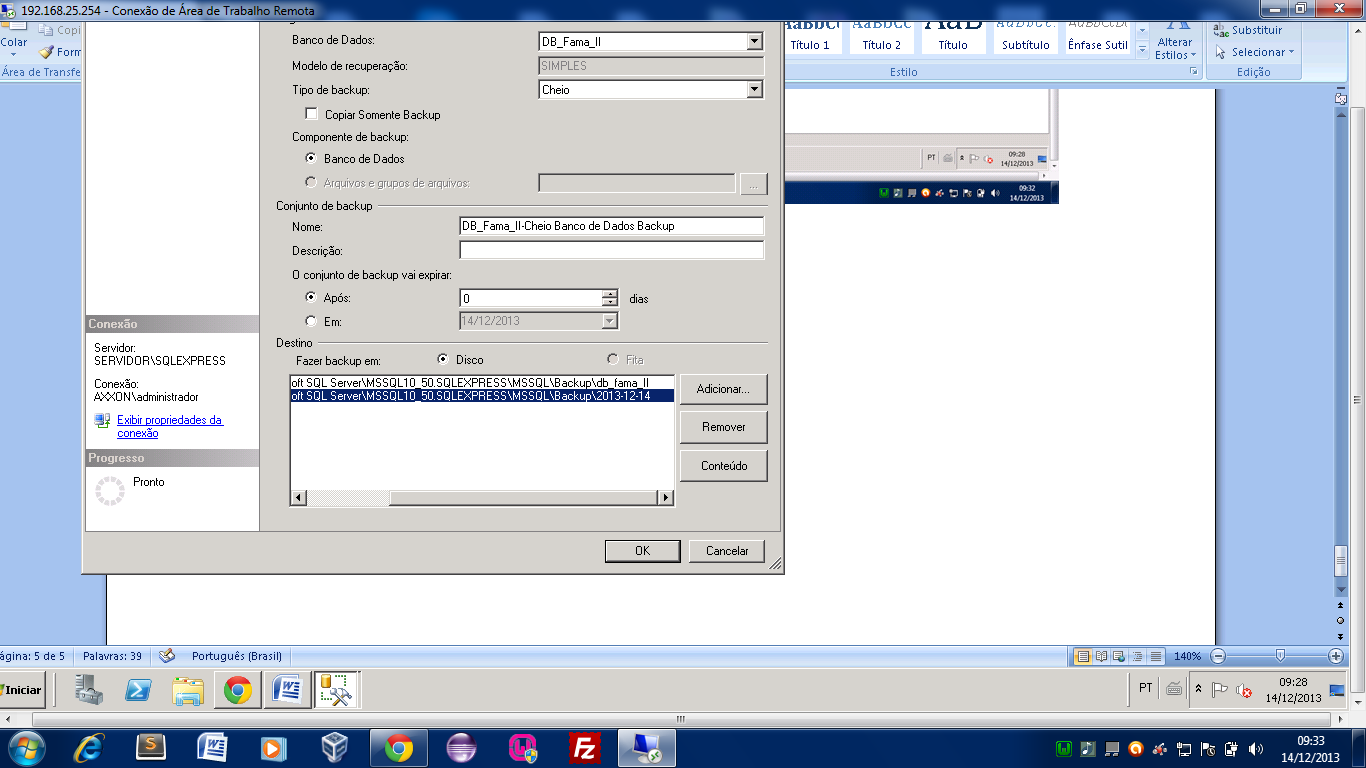 192.168.25.254 - Conexão de Área de Trabalho Remota
Colar
Copi
Form
Área de Transfe
AaBbCc
AaBbCc
AaB
AaBbCc
AaBbCcD
Título 1
Título 2
Título
Subtítulo
Ênfase Sutil
Alterar
Estilos
Substituir
Selecionar
Estilo
Edição
Banco de Dados:
DB_Fama_II
Modelo de recuperação:
SIMPLES
Tipo de backup:
Cheio
Copiar Somente Backup
Componente de backup:
Banco de Dados
Arquivos e grupos de arquivos:
...
Conjunto de backup
Nome:
DB_Fama_II-Cheio Banco de Dados Backup
Descrição:
O conjunto de backup vai expirar:
Após:
0
dias
Em:
14/12/2013
Destino
Fazer backup em:
Disco
Fita
oft SQL Server\MSSQL10_50.SQLEXPRESS\MSSQL\Backup\db_fama_II
oft SQL Server\MSSQL10_50.SQLEXPRESS\MSSQL\Backup\2013-12-14
Adicionar...
Remover
Conteúdo
OK
Cancelar
Conexão
Servidor:
SERVIDOR\SQLEXPRESS
Conexão:
AXXON\administrador
Exibir propriedades da
conexão
Progresso
Pronto
PT
09:28
14/12/2013
09:32
14/12/2013
ágina: 5 de 5
Palavras: 39
Português (Brasil)
140%
Iniciar
PT
09:28
14/12/2013
09:33
14/12/2013